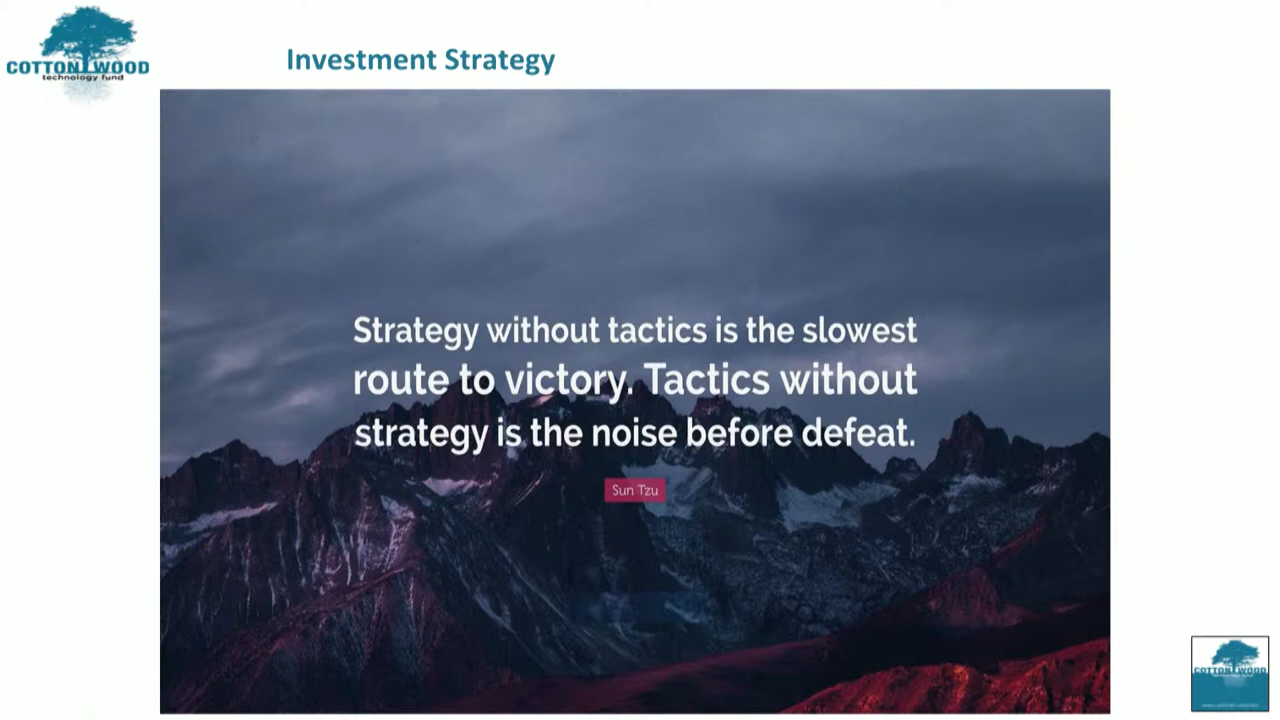 COTTONWOOD
technology fund
Investment Strategy
Strategy without tactics is the slowest
route to victory. Tactics without
strategy is the noise before defeat.
Sun Tzu
COTTONWOOD